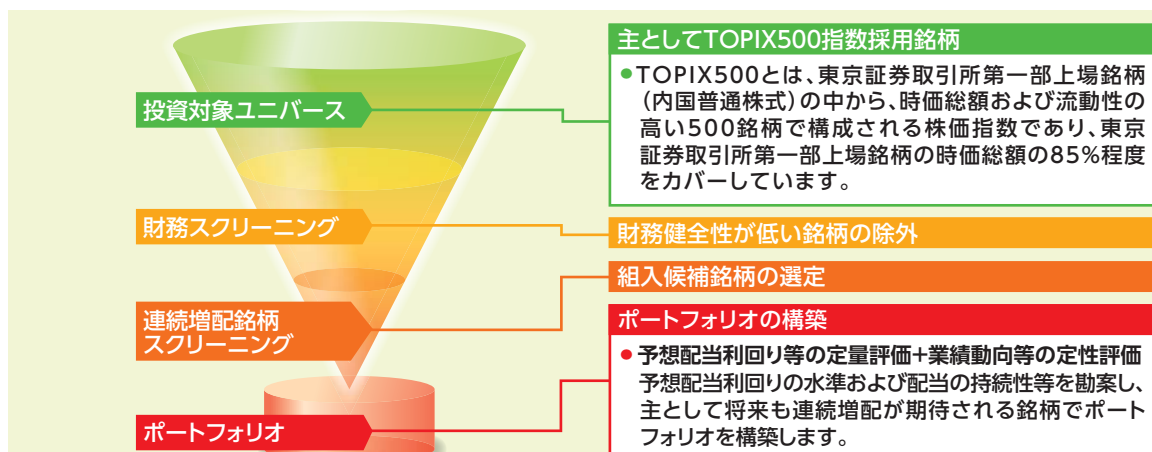 投資対象ユニバース
主としてTOPIX500指数採用銘柄
●TOPIX500とは、東京証券取引所第一部上場銘柄
（内国普通株式）の中から、時価総額および流動性の
高い500銘柄で構成される株価指数であり、東京
証券取引所第一部上場銘柄の時価総額の85%程度
をカバーしています。
財務スクリーニング
財務健全性が低い銘柄の除外
連続増配銘柄
スクリーニング
組入候補銘柄の選定
ポートフォリオ
ポートフォリオの構築
●予想配当利回り等の定量評価+業績動向等の定性評価
予想配当利回りの水準および配当の持続性等を勘案し、
主として将来も連続増配が期待される銘柄でポート
フォリオを構築します。